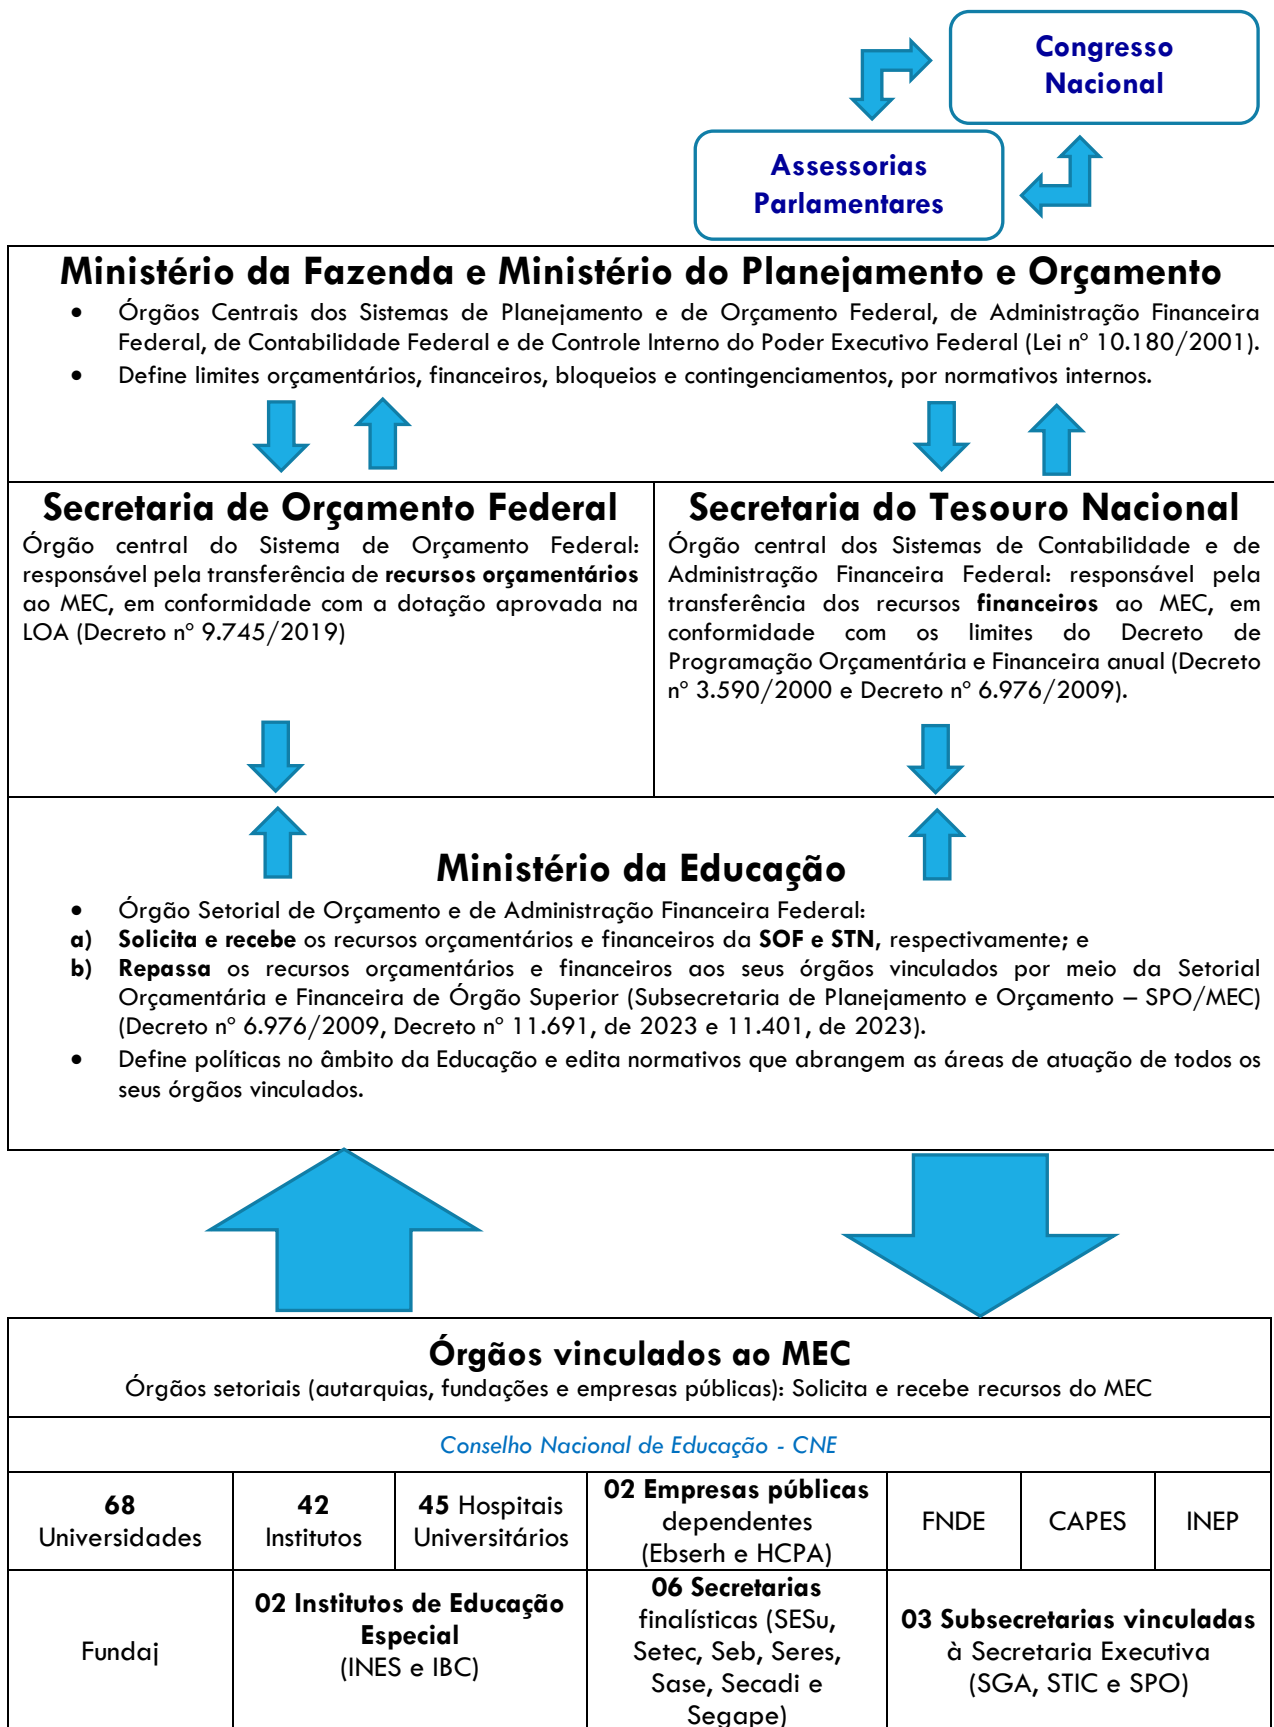 Congresso
Nacional
Assessorias
Parlamentares
Ministério da Fazenda e Ministério do Planejamento e Orçamento
• Órgãos Centrais dos Sistemas de Planejamento e de Orçamento Federal, de Administração Financeira
Federal, de Contabilidade Federal e de Controle Interno do Poder Executivo Federal (Lei nº 10.180/2001).
• Define limites orçamentários, financeiros, bloqueios e contingenciamentos, por normativos internos.
Secretaria de Orçamento Federal
Órgão central do Sistema de Orçamento Federal:
responsável pela transferência de recursos orçamentários
ao MEC, em conformidade com a dotação aprovada na
LOA (Decreto nº 9.745/2019)
Secretaria do Tesouro Nacional
Órgão central dos Sistemas de Contabilidade e de
Administração Financeira Federal: responsável pela
transferência dos recursos financeiros ao MEC, em
conformidade com os limites do Decreto de
Programação Orçamentária e Financeira anual (Decreto
nº 3.590/2000 e Decreto nº 6.976/2009).
Ministério da Educação
• Órgão Setorial de Orçamento e de Administração Financeira Federal:
a) Solicita e recebe os recursos orçamentários e financeiros da SOF e STN, respectivamente; e
b) Repassa os recursos orçamentários e financeiros aos seus órgãos vinculados por meio da Setorial
Orçamentária e Financeira de Órgão Superior (Subsecretaria de Planejamento e Orçamento – SPO/MEC)
(Decreto nº 6.976/2009, Decreto nº 11.691, de 2023 e 11.401, de 2023).
• Define políticas no âmbito da Educação e edita normativos que abrangem as áreas de atuação de todos os
seus órgãos vinculados.
Órgãos vinculados ao MEC
Órgãos setoriais (autarquias, fundações e empresas públicas): Solicita e recebe recursos do MEC
Conselho Nacional de Educação - CNE
68
Universidades
42
Institutos
45 Hospitais
Universitários
02 Empresas públicas
dependentes
(Ebserh e HCPA)
FNDE
CAPES
INEP
Fundaj
02 Institutos de Educação
Especial
(INES e IBC)
06 Secretarias
finalísticas (SESu,
Setec, Seb, Seres,
Sase, Secadi e
Segape)
03 Subsecretarias vinculadas
à Secretaria Executiva
(SGA, STIC e SPO)